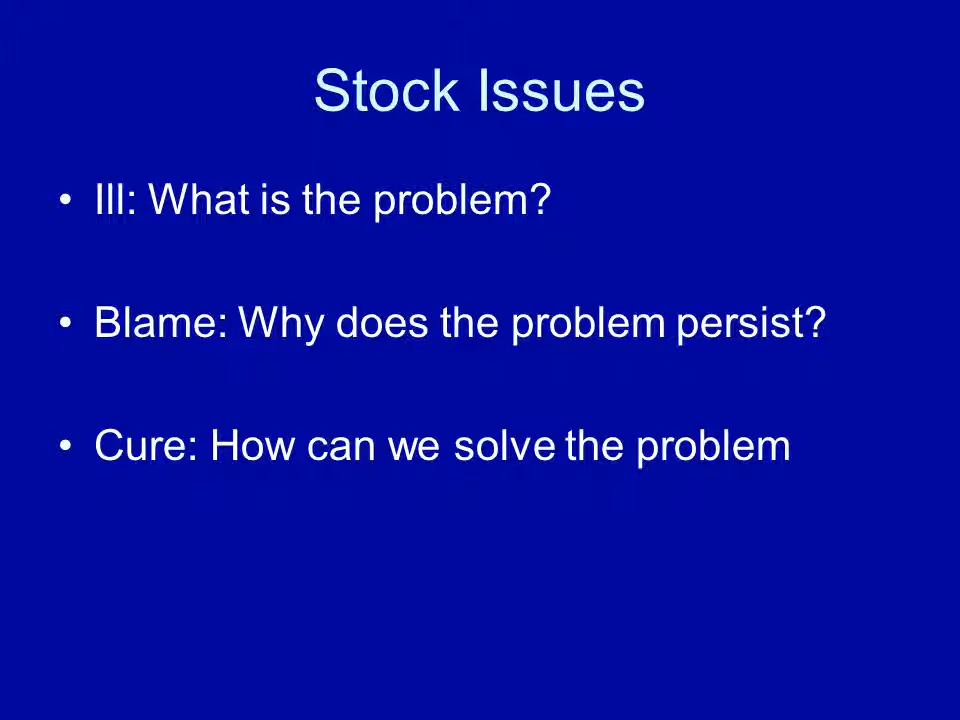 Stock Issues
• Ill: What is the problem?
• Blame: Why does the problem persist?
• Cure: How can we solve the problem